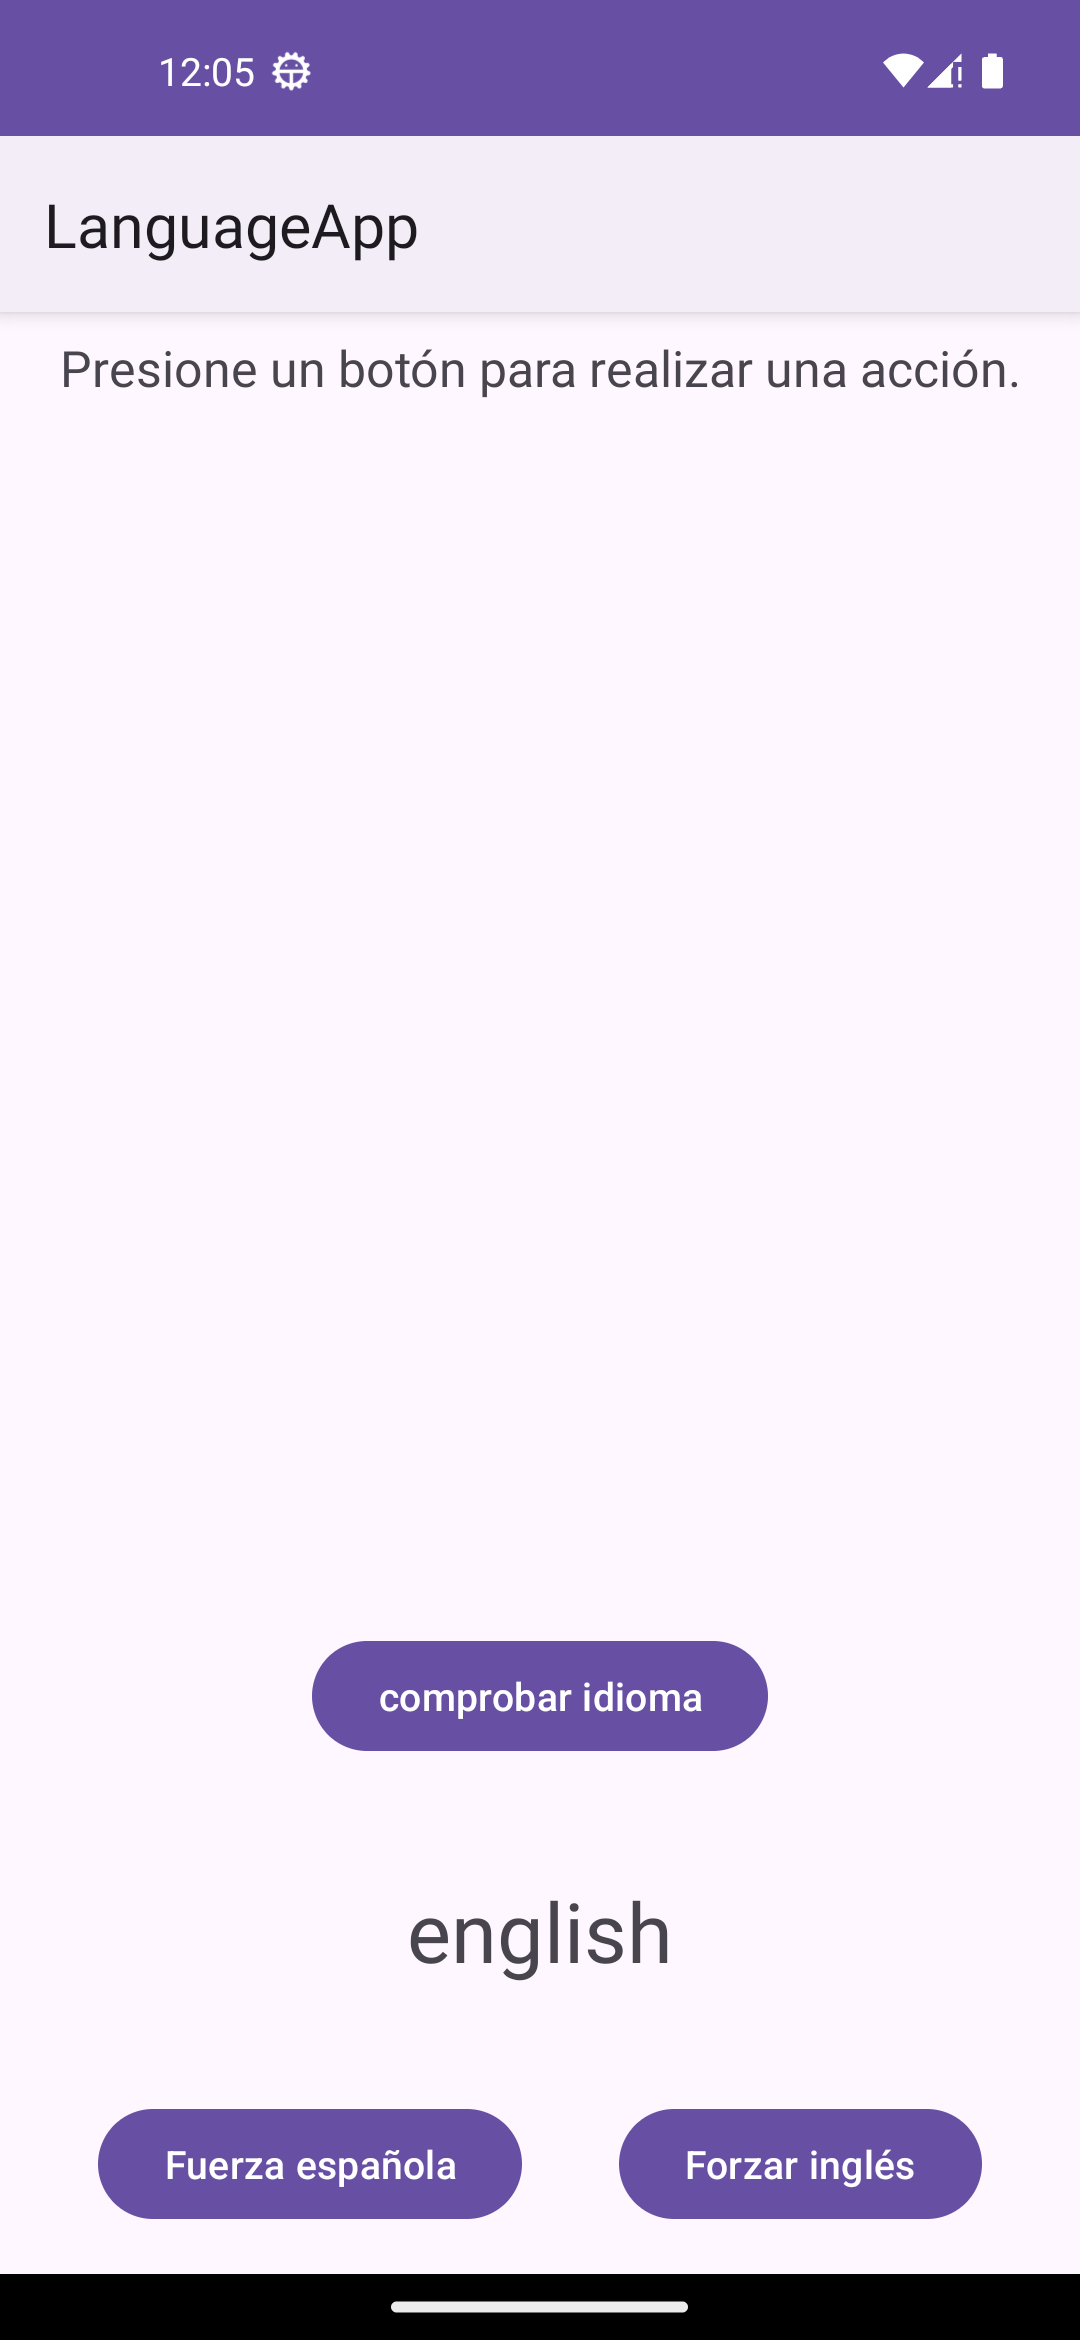 12:05
LanguageApp
Presione un botón para realizar una acción.
comprobar idioma
english
Fuerza española
Forzar inglés